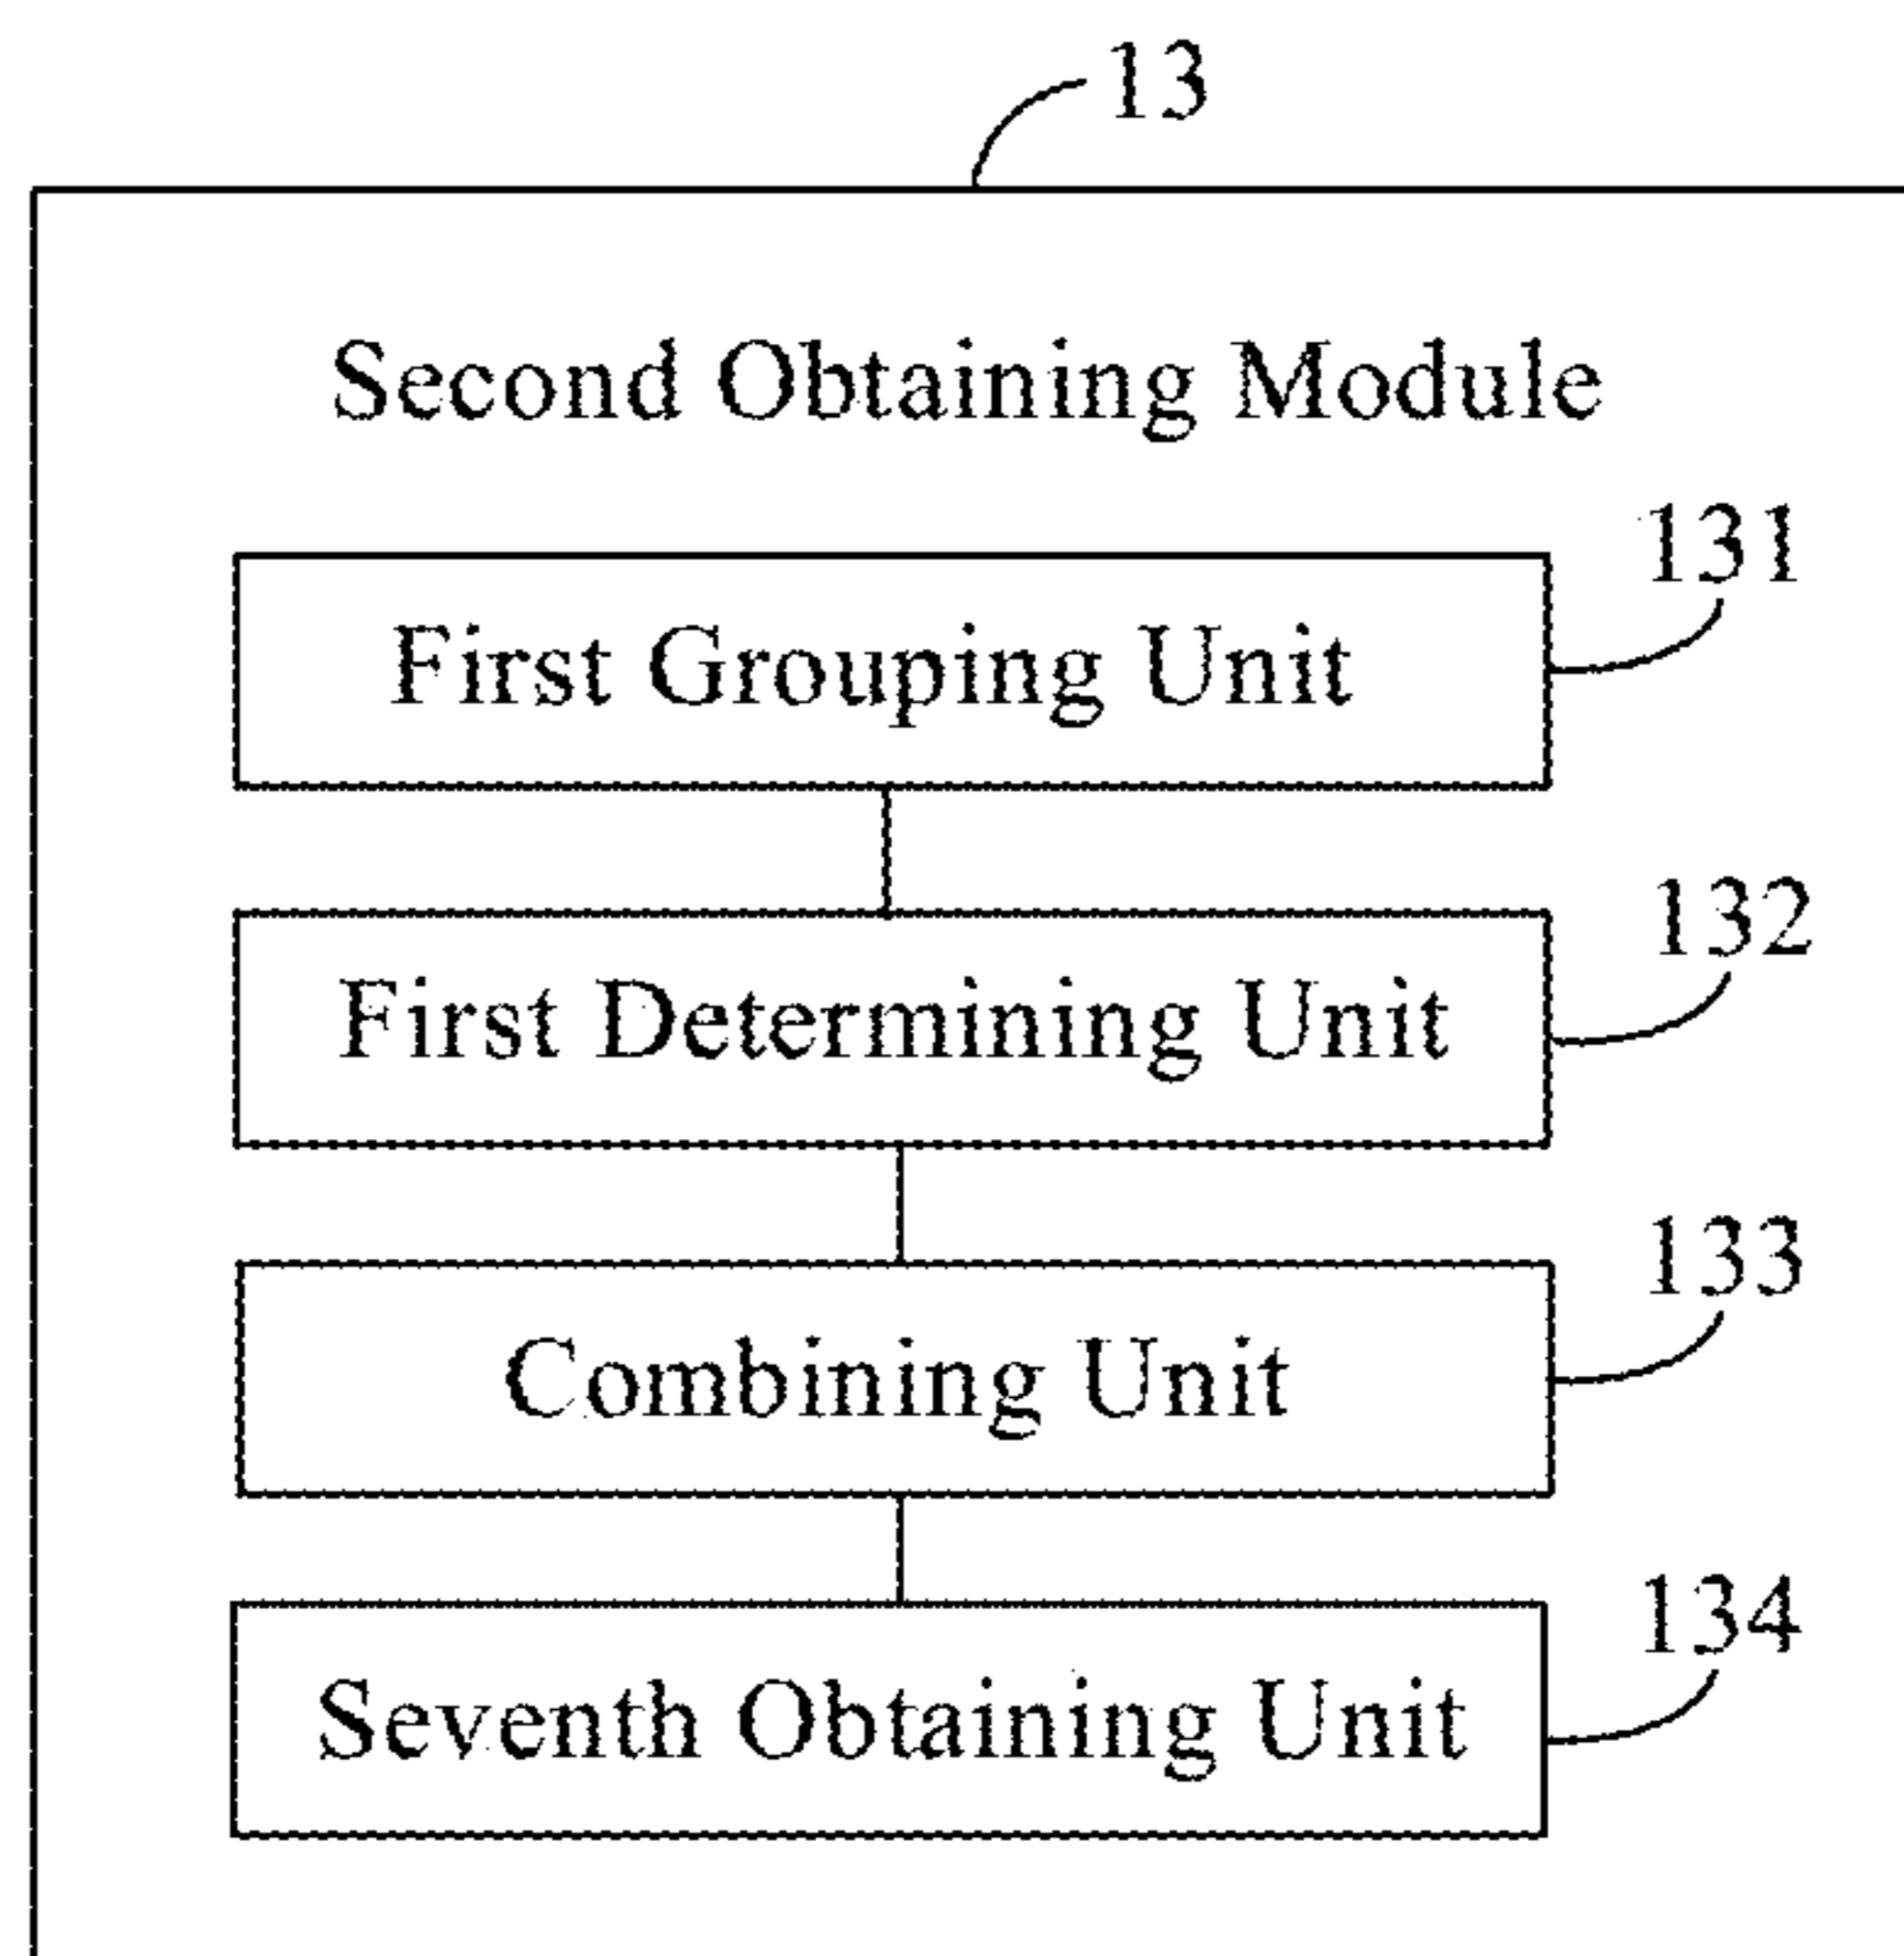 13
Second Obtaining Module
131
First Grouping Unit
132
First Determining Unit
133
Combining Unit
134
Seventh Obtaining Unit